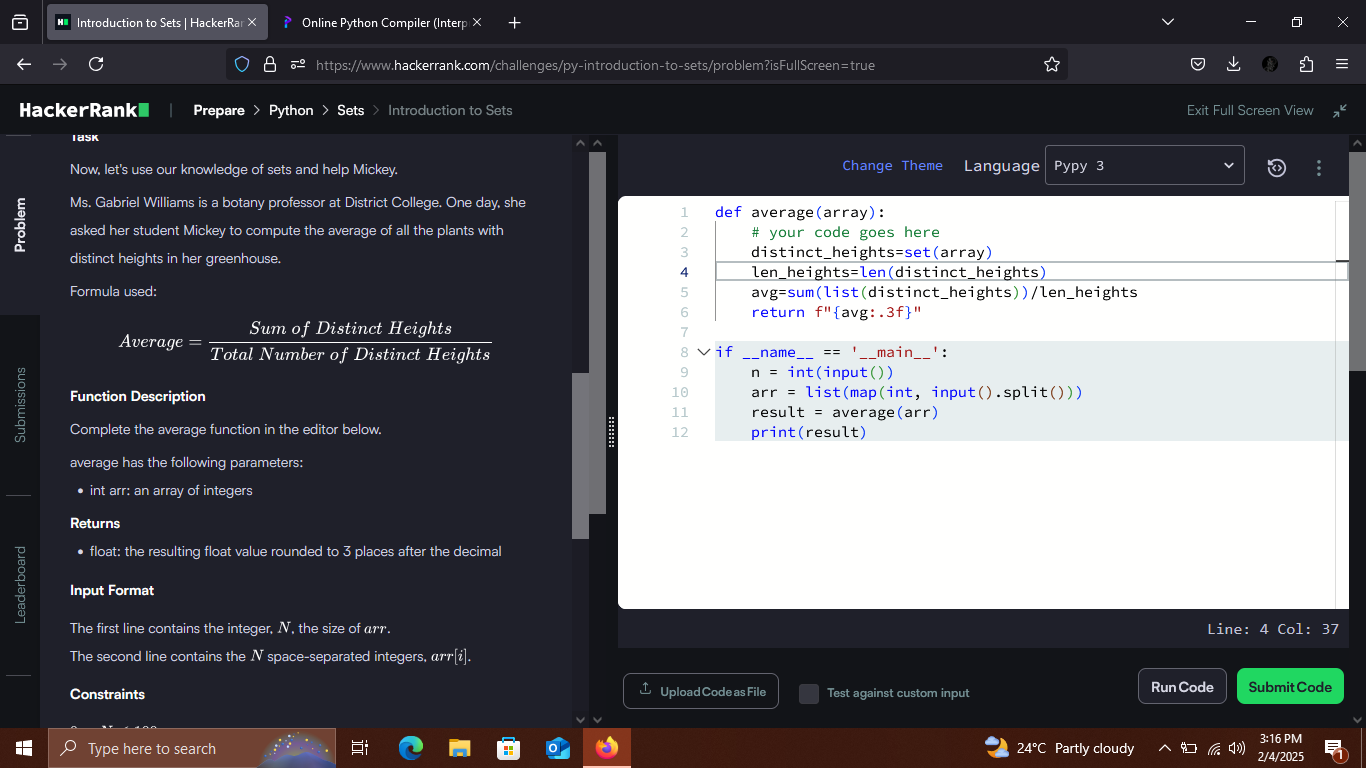 Introduction to Sets | HackerRan
Online Python Compiler (Interp
https://www.hackerrank.com/challenges/py-introduction-to-sets/problem?isFullScreen=true
HackerRank
Prepare > Python > Sets > Introduction to Sets
Exit Full Screen View
Problem
Submissions
Leaderboard
Task
Now, let's use our knowledge of sets and help Mickey.
Ms. Gabriel Williams is a botany professor at District College. One day, she
asked her student Mickey to compute the average of all the plants with
distinct heights in her greenhouse.
Formula used:
Average = Sum of Distinct Heights
Total Number of Distinct Heights
Function Description
Complete the average function in the editor below.
average has the following parameters:
• int arr: an array of integers
Returns
• float: the resulting float value rounded to 3 places after the decimal
Input Format
The first line contains the integer, N, the size of arr.
The second line contains the N space-separated integers, arr[i].
Constraints
Change Theme Language Pypy 3
1 def average(array):
2     # your code goes here
3     distinct_heights=set(array)
4     len_heights=len(distinct_heights)
5     avg=sum(list(distinct_heights))/len_heights
6     return f"{avg:.3f}"
7
8 if __name__ == '__main__':
9     n = int(input())
10     arr = list(map(int, input().split()))
11     result = average(arr)
12     print(result)
Line: 4 Col: 37
Upload Code as File
Test against custom input
Run Code
Submit Code
Type here to search
24°C Partly cloudy
3:16 PM
2/4/2025
1